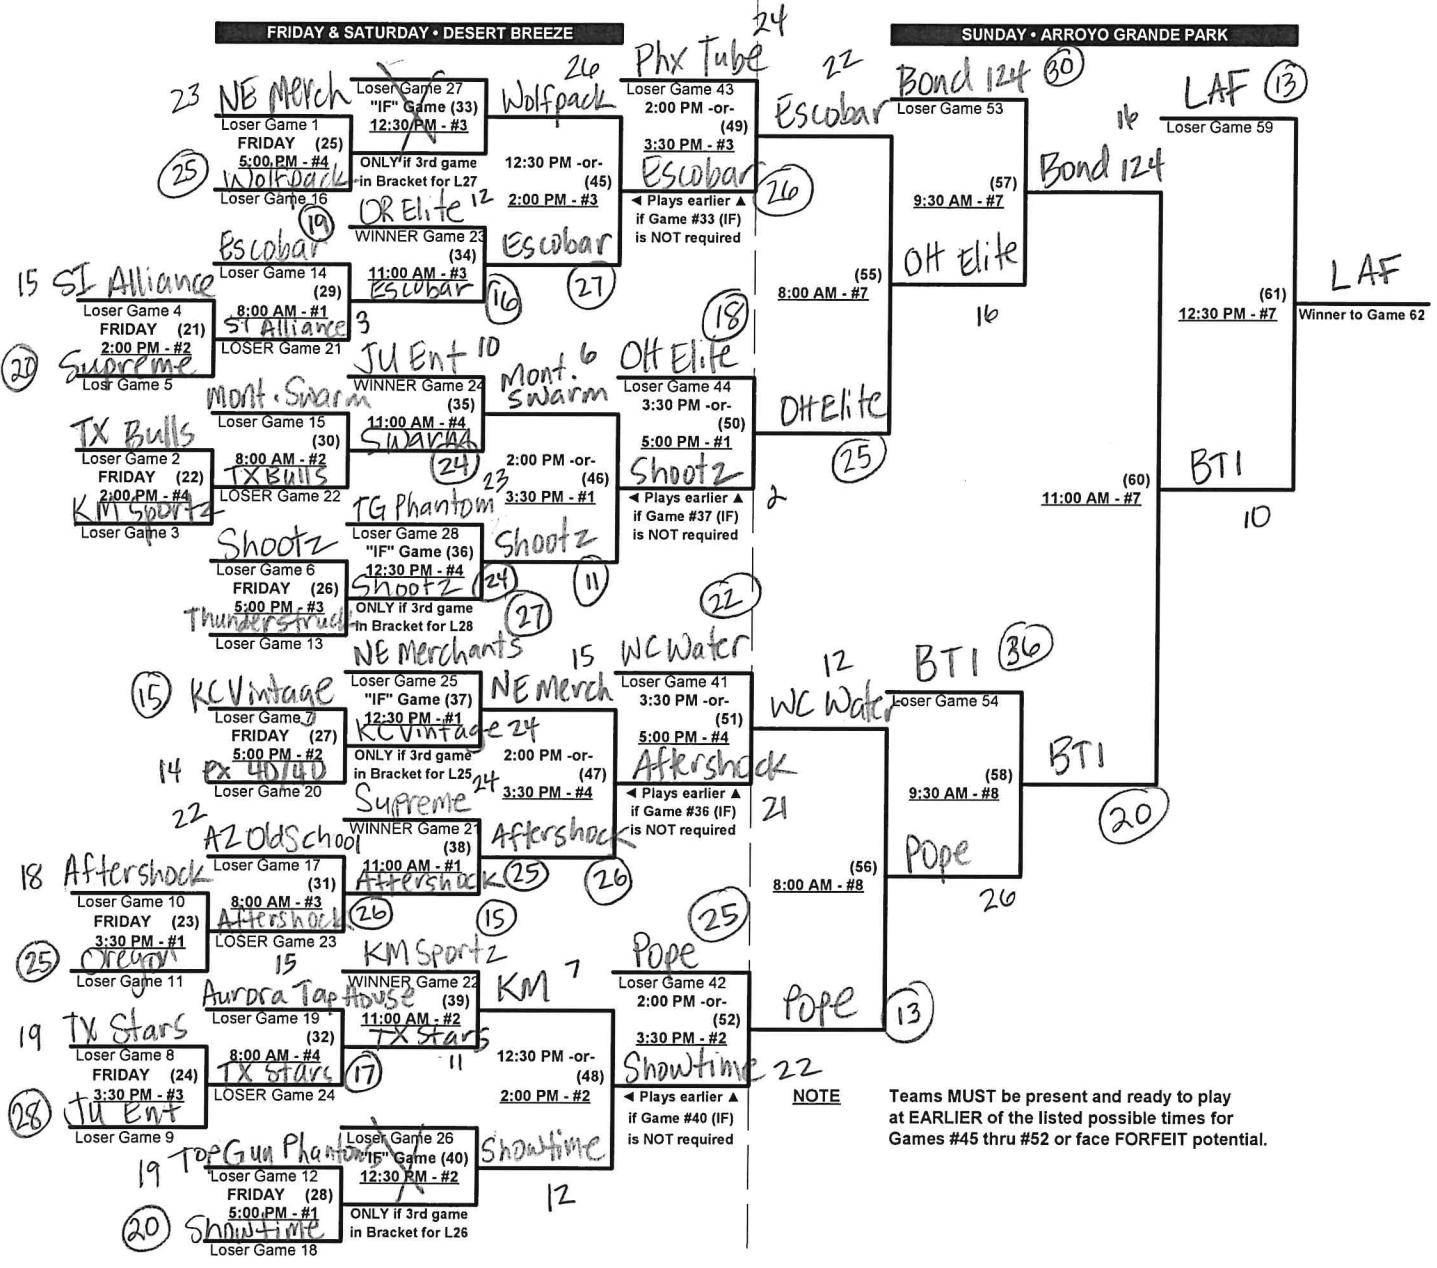 FRIDAY & SATURDAY • DESERT BREEZE
SUNDAY • ARROYO GRANDE PARK
23 NE Merch
Loser Game 1
FRIDAY (25)
5:00 PM - #4
25 Wolfpack
Loser Game 16
19
Escobar
Loser Game 14
(29)
8:00 AM - #1
SI Alliance 3
LOSER Game 21
15 SI Alliance
Loser Game 4
FRIDAY (21)
2:00 PM - #2
20 Supreme
Losr Game 5
Mont. Swarm
Loser Game 15
(30)
8:00 AM - #2
TX Bulls
LOSER Game 22
TX Bulls
Loser Game 2
FRIDAY (22)
2:00 PM - #4
KM Sportz
Loser Game 3
Shootz
Loser Game 6
FRIDAY (26)
5:00 PM - #3
Thunderstruck
Loser Game 13
15 KC Vintage
Loser Game 7
FRIDAY (27)
5:00 PM - #2
14 Px 40/40
Loser Game 20
22
AZ Old School
Loser Game 17
(31)
8:00 AM - #3
Aftershock 26
LOSER Game 23
18 Aftershock
Loser Game 10
FRIDAY (23)
3:30 PM - #1
25 Oregon
Loser Game 11
15
Aurora Tap House
Loser Game 19
(32)
8:00 AM - #4
TX Stars 17
LOSER Game 24
19 TX Stars
Loser Game 8
FRIDAY (24)
3:30 PM - #3
28 JU Ent
Loser Game 9
19 Top Gun Phantoms
Loser Game 12
FRIDAY (28)
5:00 PM - #1
20 Showtime
Loser Game 18
Loser Game 27
"IF" Game (33)
12:30 PM - #3
ONLY if 3rd game
in Bracket for L27
OR Elite 12
WINNER Game 23
(34)
11:00 AM - #3
Escobar 16
JU Ent 10
WINNER Game 24
(35)
11:00 AM - #4
Swarm
24
TG Phantom 23
Loser Game 28
"IF" Game (36)
12:30 PM - #4
Shootz 24
ONLY if 3rd game
in Bracket for L28
27
NE Merchants
Loser Game 25
"IF" Game (37)
12:30 PM - #1
KC Vintage 24
ONLY if 3rd game
in Bracket for L25
Supreme 24
WINNER Game 21
(38)
11:00 AM - #1
Aftershock 25
15
KM Sportz
WINNER Game 22
(39)
11:00 AM - #2
TX Stars
11
Loser Game 26
"IF" Game (40)
12:30 PM - #2
ONLY if 3rd game
in Bracket for L26
26
Wolfpack
12:30 PM -or-
(45)
2:00 PM - #3
Escobar
27
Mont. 6
Swarm
2:00 PM -or-
(46)
3:30 PM - #1
Shootz
11
15
NE Merch
2:00 PM -or-
(47)
3:30 PM - #4
Aftershock
26
KM 7
12:30 PM -or-
(48)
2:00 PM - #2
Showtime
12
24
Phx Tube
Loser Game 43
2:00 PM -or-
(49)
3:30 PM - #3
Escobar
26
◄ Plays earlier ▲
if Game #33 (IF)
is NOT required
18
OH Elite
Loser Game 44
3:30 PM -or-
(50)
5:00 PM - #1
Shootz
2
◄ Plays earlier ▲
if Game #37 (IF)
is NOT required
22
WC Water
Loser Game 41
3:30 PM -or-
(51)
5:00 PM - #4
Aftershock
21
◄ Plays earlier ▲
if Game #36 (IF)
is NOT required
25
Pope
Loser Game 42
2:00 PM -or-
(52)
3:30 PM - #2
Showtime 22
◄ Plays earlier ▲
if Game #40 (IF)
is NOT required
22
Escobar
(55)
8:00 AM - #7
OH Elite
25
12
WC Water
(56)
8:00 AM - #8
Pope 13
Bond 124 30
Loser Game 53
(57)
9:30 AM - #7
OH Elite
16
BTI 36
Loser Game 54
(58)
9:30 AM - #8
Pope
26
16
Bond 124
(60)
11:00 AM - #7
BTI
20
LAF 13
Loser Game 59
(61)
12:30 PM - #7
BTI
10
LAF
Winner to Game 62
NOTE
Teams MUST be present and ready to play
at EARLIER of the listed possible times for
Games #45 thru #52 or face FORFEIT potential.